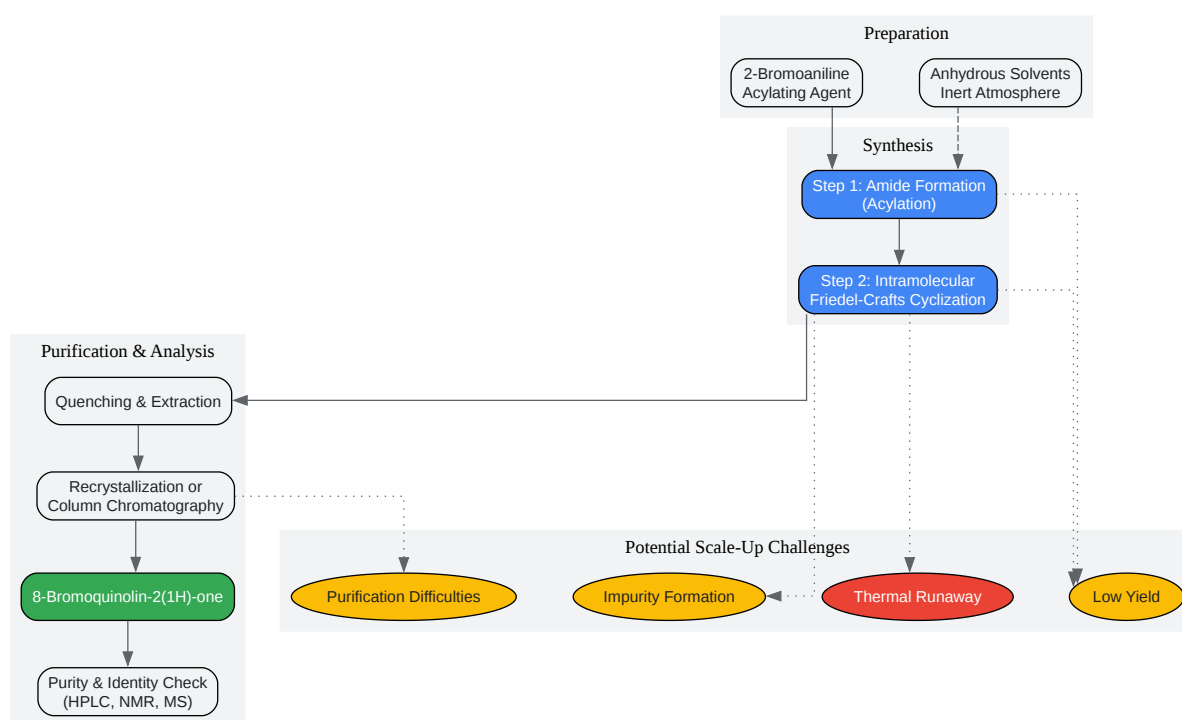 Preparation
2-Bromoaniline
Acylating Agent
Anhydrous Solvents
Inert Atmosphere
Synthesis
Step 1: Amide Formation
(Acylation)
Step 2: Intramolecular
Friedel-Crafts Cyclization
Purification & Analysis
Quenching & Extraction
Recrystallization or
Column Chromatography
8-Bromoquinolin-2(1H)-one
Purity & Identity Check
(HPLC, NMR, MS)
Potential Scale-Up Challenges
Purification Difficulties
Impurity Formation
Thermal Runaway
Low Yield